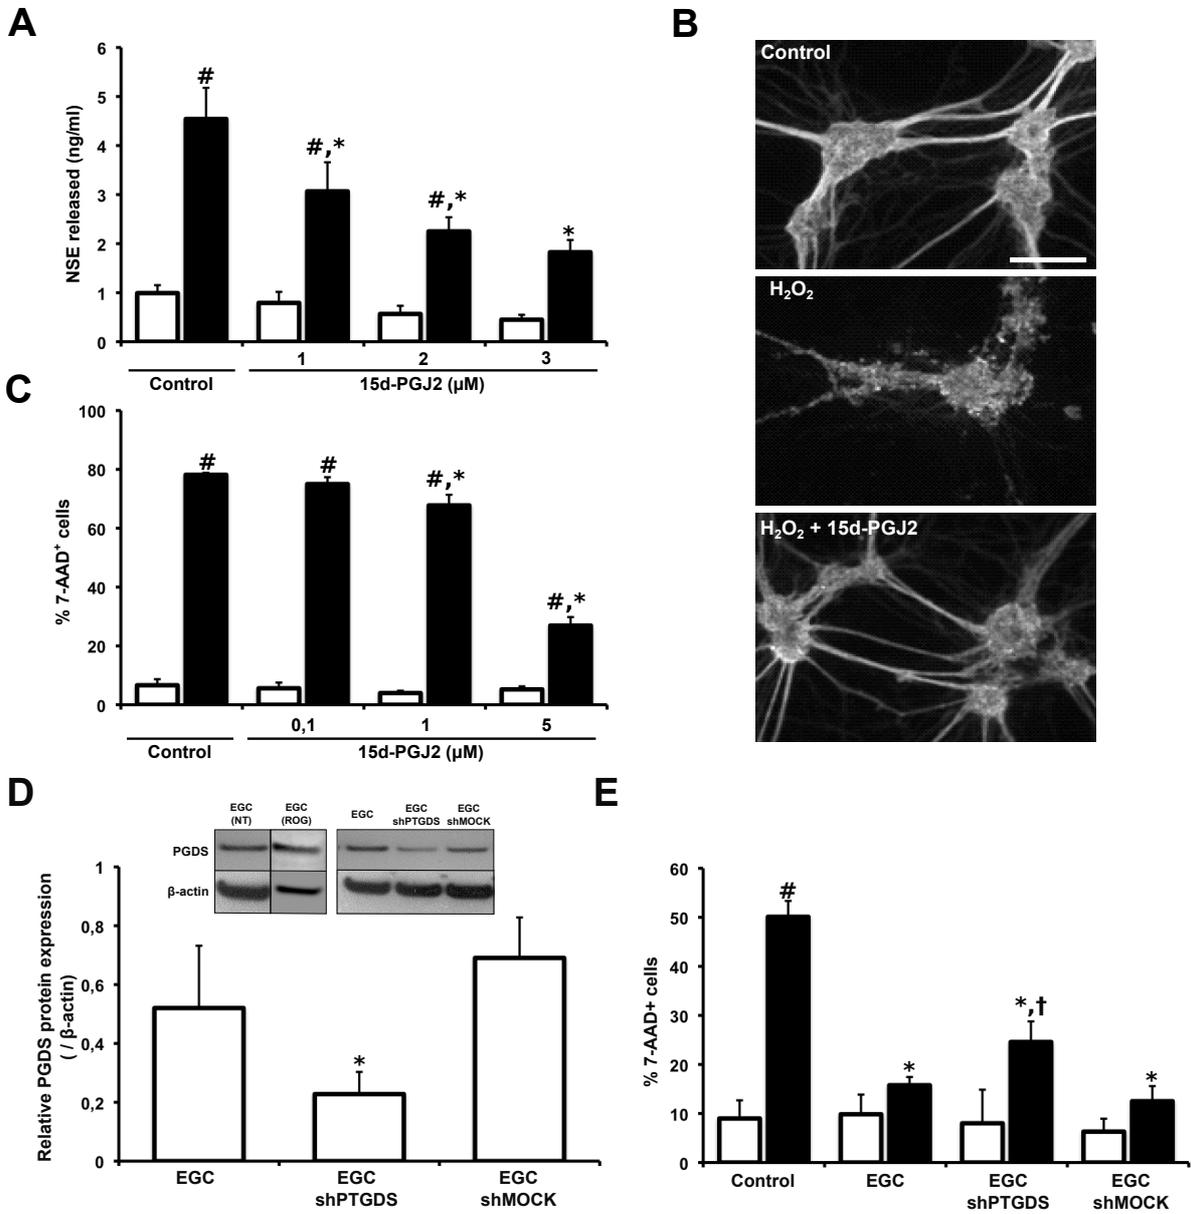 A
NSE released (ng/ml)
6
5
4
3
2
1
0
#
#,*
#,*
*
1 2 3
Control 15d-PGJ2 (µM)
B
Control
H₂O₂
H₂O₂ + 15d-PGJ2
C
% 7-AAD⁺ cells
100
80
60
40
20
0
#
#
#,*
#,*
0,1 1 5
Control 15d-PGJ2 (µM)
D
Relative PGDS protein expression
( / β-actin)
1
0,8
0,6
0,4
0,2
0
EGC
(NT)
EGC
(ROG)
EGC
EGC
shPTGDS
EGC
shMOCK
PGDS
β-actin
*
EGC
EGC
shPTGDS
EGC
shMOCK
E
% 7-AAD+ cells
60
50
40
30
20
10
0
#
*
*,†
*
Control
EGC
EGC
shPTGDS
EGC
shMOCK